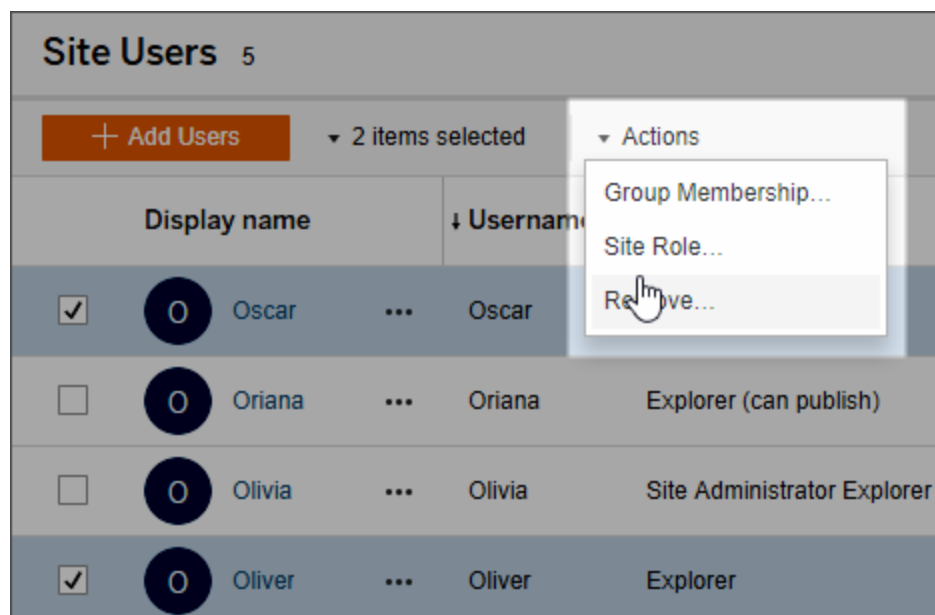 Site Users 5
+ Add Users
2 items selected
Actions
Group Membership...
Site Role...
Display name
↓ Usernam
O Oscar ••• Oscar
O Oriana ••• Oriana Explorer (can publish)
O Olivia ••• Olivia Site Administrator Explorer
O Oliver ••• Oliver Explorer